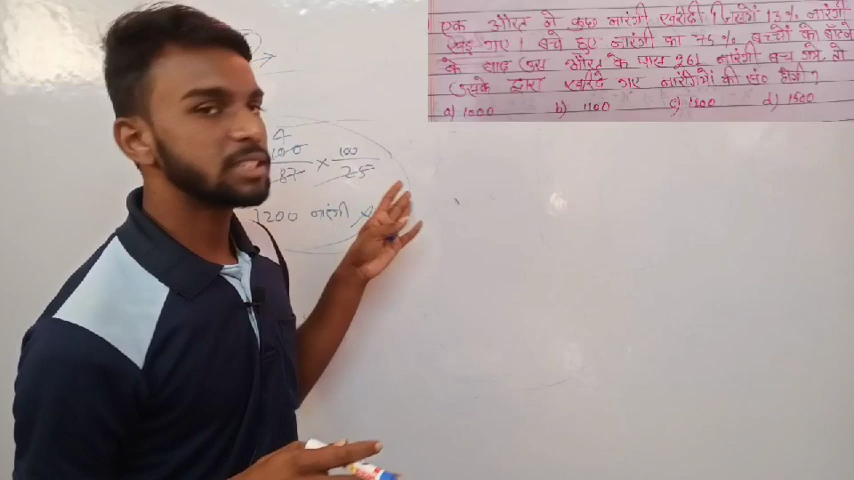 एक औरत ने कुछ नारंगी खरीदी । जिसमें 13% नारंगी
सड़ गए । बचे हुए नारंगी का 75% बच्चों को बाँटने
के बाद उस औरत के पास 261 नारंगी बच गये, तो
उसके द्वारा खरीदे गए नारंगियों की सं० होगी ?
a) 1000 b) 1100 c) 1200 d) 1500
4
100 × 100
87 25
1200 नारंगी